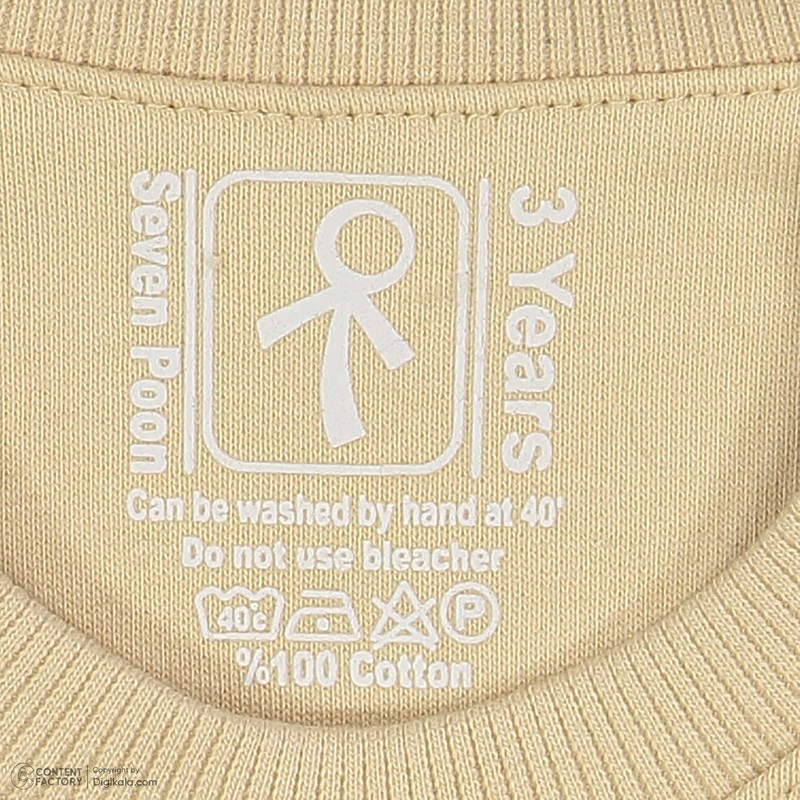 Seven Poon
3 Years
Can be washed by hand at 40°
Do not use bleacher
40c
P
%100 Cotton
CONTENT FACTORY
Copyright by
Digikala.com